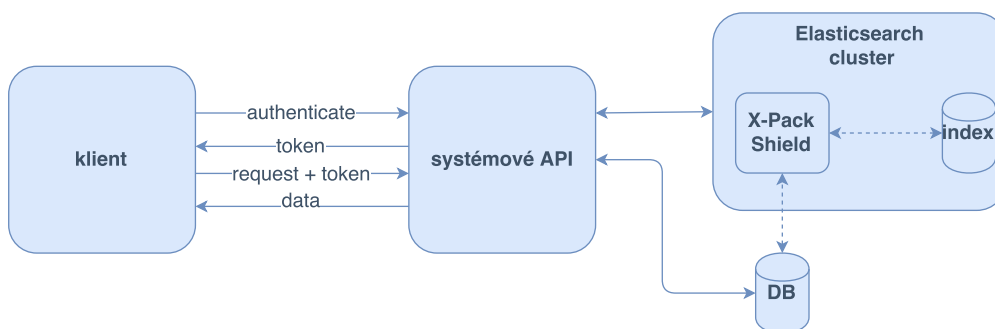 klient
authenticate
token
request + token
data
systémové API
Elasticsearch
cluster
X-Pack
Shield
index
DB